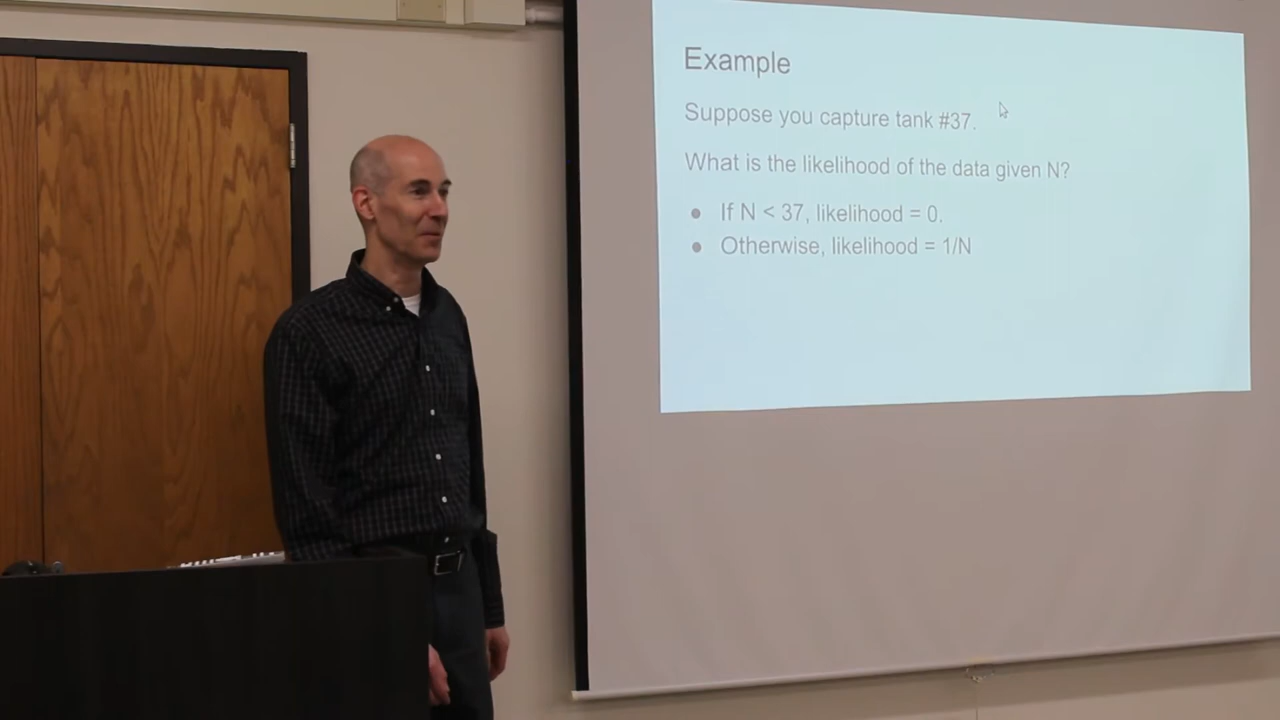 Example
Suppose you capture tank #37.
What is the likelihood of the data given N?
● If N < 37, likelihood = 0.
● Otherwise, likelihood = 1/N